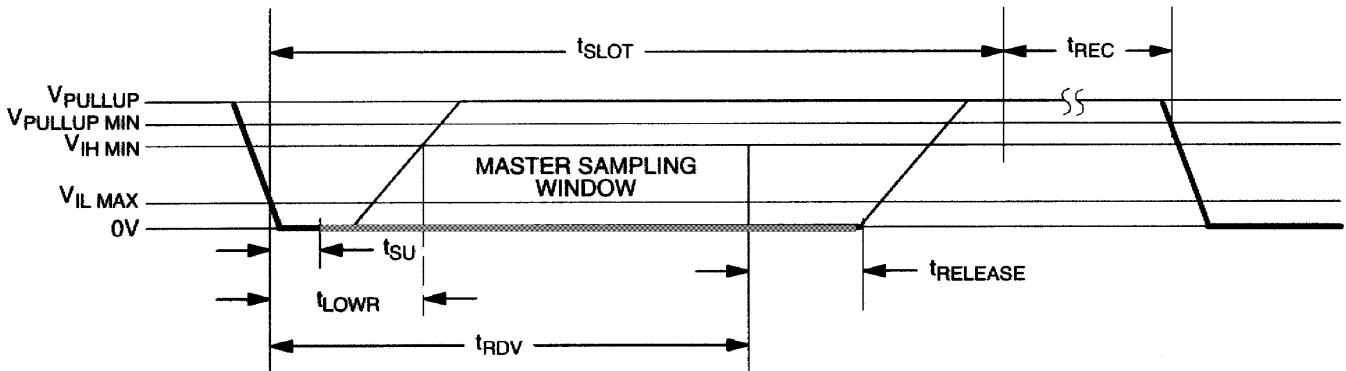 tSLOT
tREC
VPULLUP
VPULLUP MIN
VIH MIN
MASTER SAMPLING
WINDOW
VIL MAX
0V
tSU
tRELEASE
tLOWR
tRDV